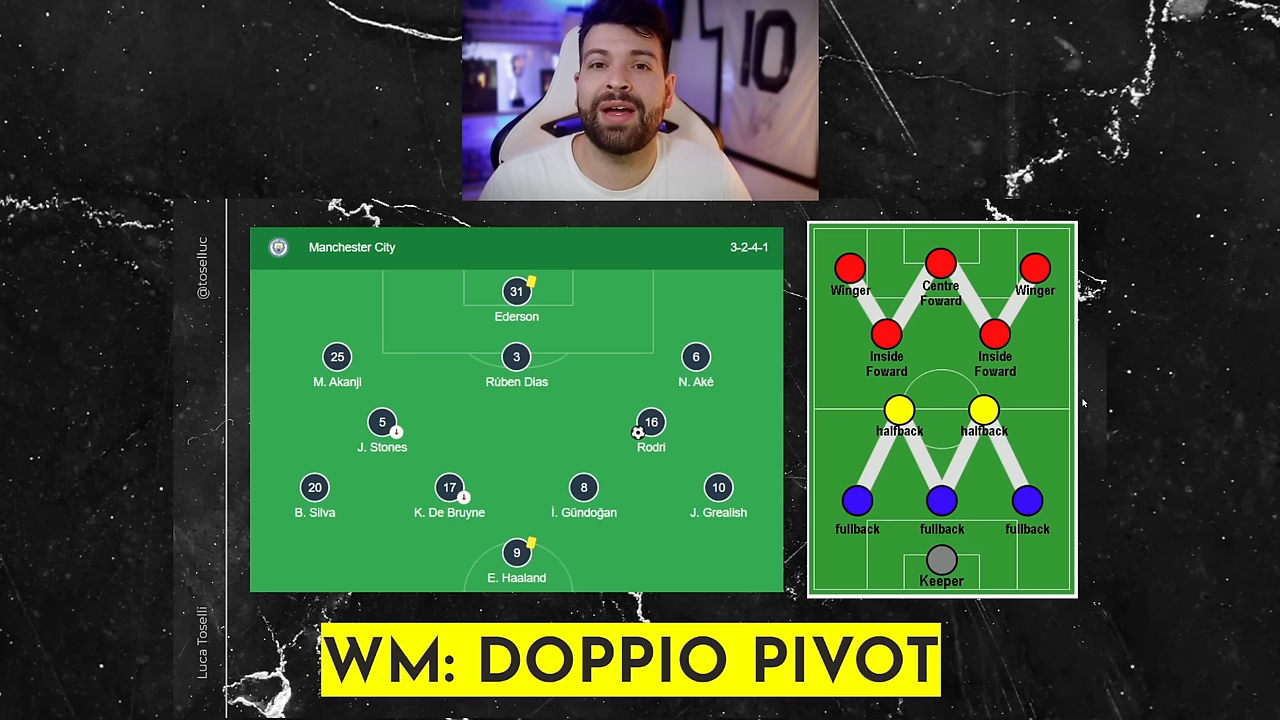 10
@toselluc
Luca Toselli
Manchester City
3-2-4-1
31
Ederson
25
3
6
M. Akanji
Rúben Dias
N. Aké
5
16
J. Stones
Rodri
20
17
8
10
B. Silva
K. De Bruyne
İ. Gündoğan
J. Grealish
9
E. Haaland
Winger
Centre
Foward
Winger
Inside
Foward
Inside
Foward
halfback
halfback
fullback
fullback
fullback
Keeper
WM: DOPPIO PIVOT